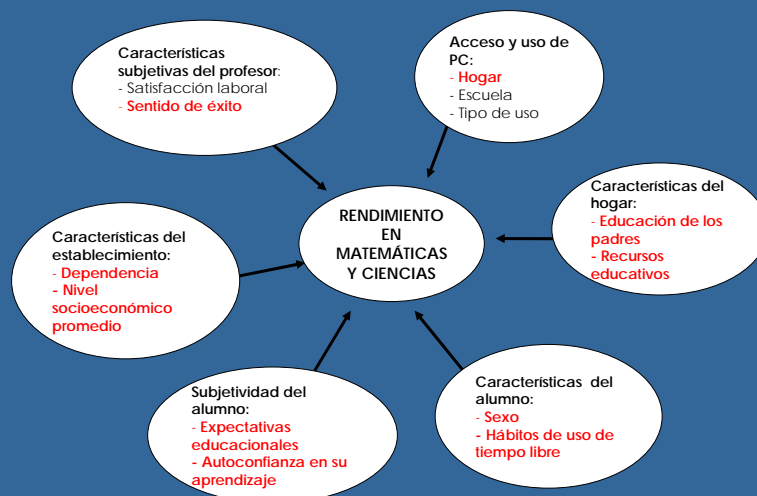 Características
subjetivas del profesor:
- Satisfacción laboral
- Sentido de éxito
Acceso y uso de
PC:
- Hogar
- Escuela
- Tipo de uso
Características del
hogar:
- Educación de los
padres
- Recursos
educativos
RENDIMIENTO
EN
MATEMÁTICAS
Y CIENCIAS
Características del
establecimiento:
- Dependencia
- Nivel
socioeconómico
promedio
Subjetividad del
alumno:
- Expectativas
educacionales
- Autoconfianza en su
aprendizaje
Características del
alumno:
- Sexo
- Hábitos de uso de
tiempo libre